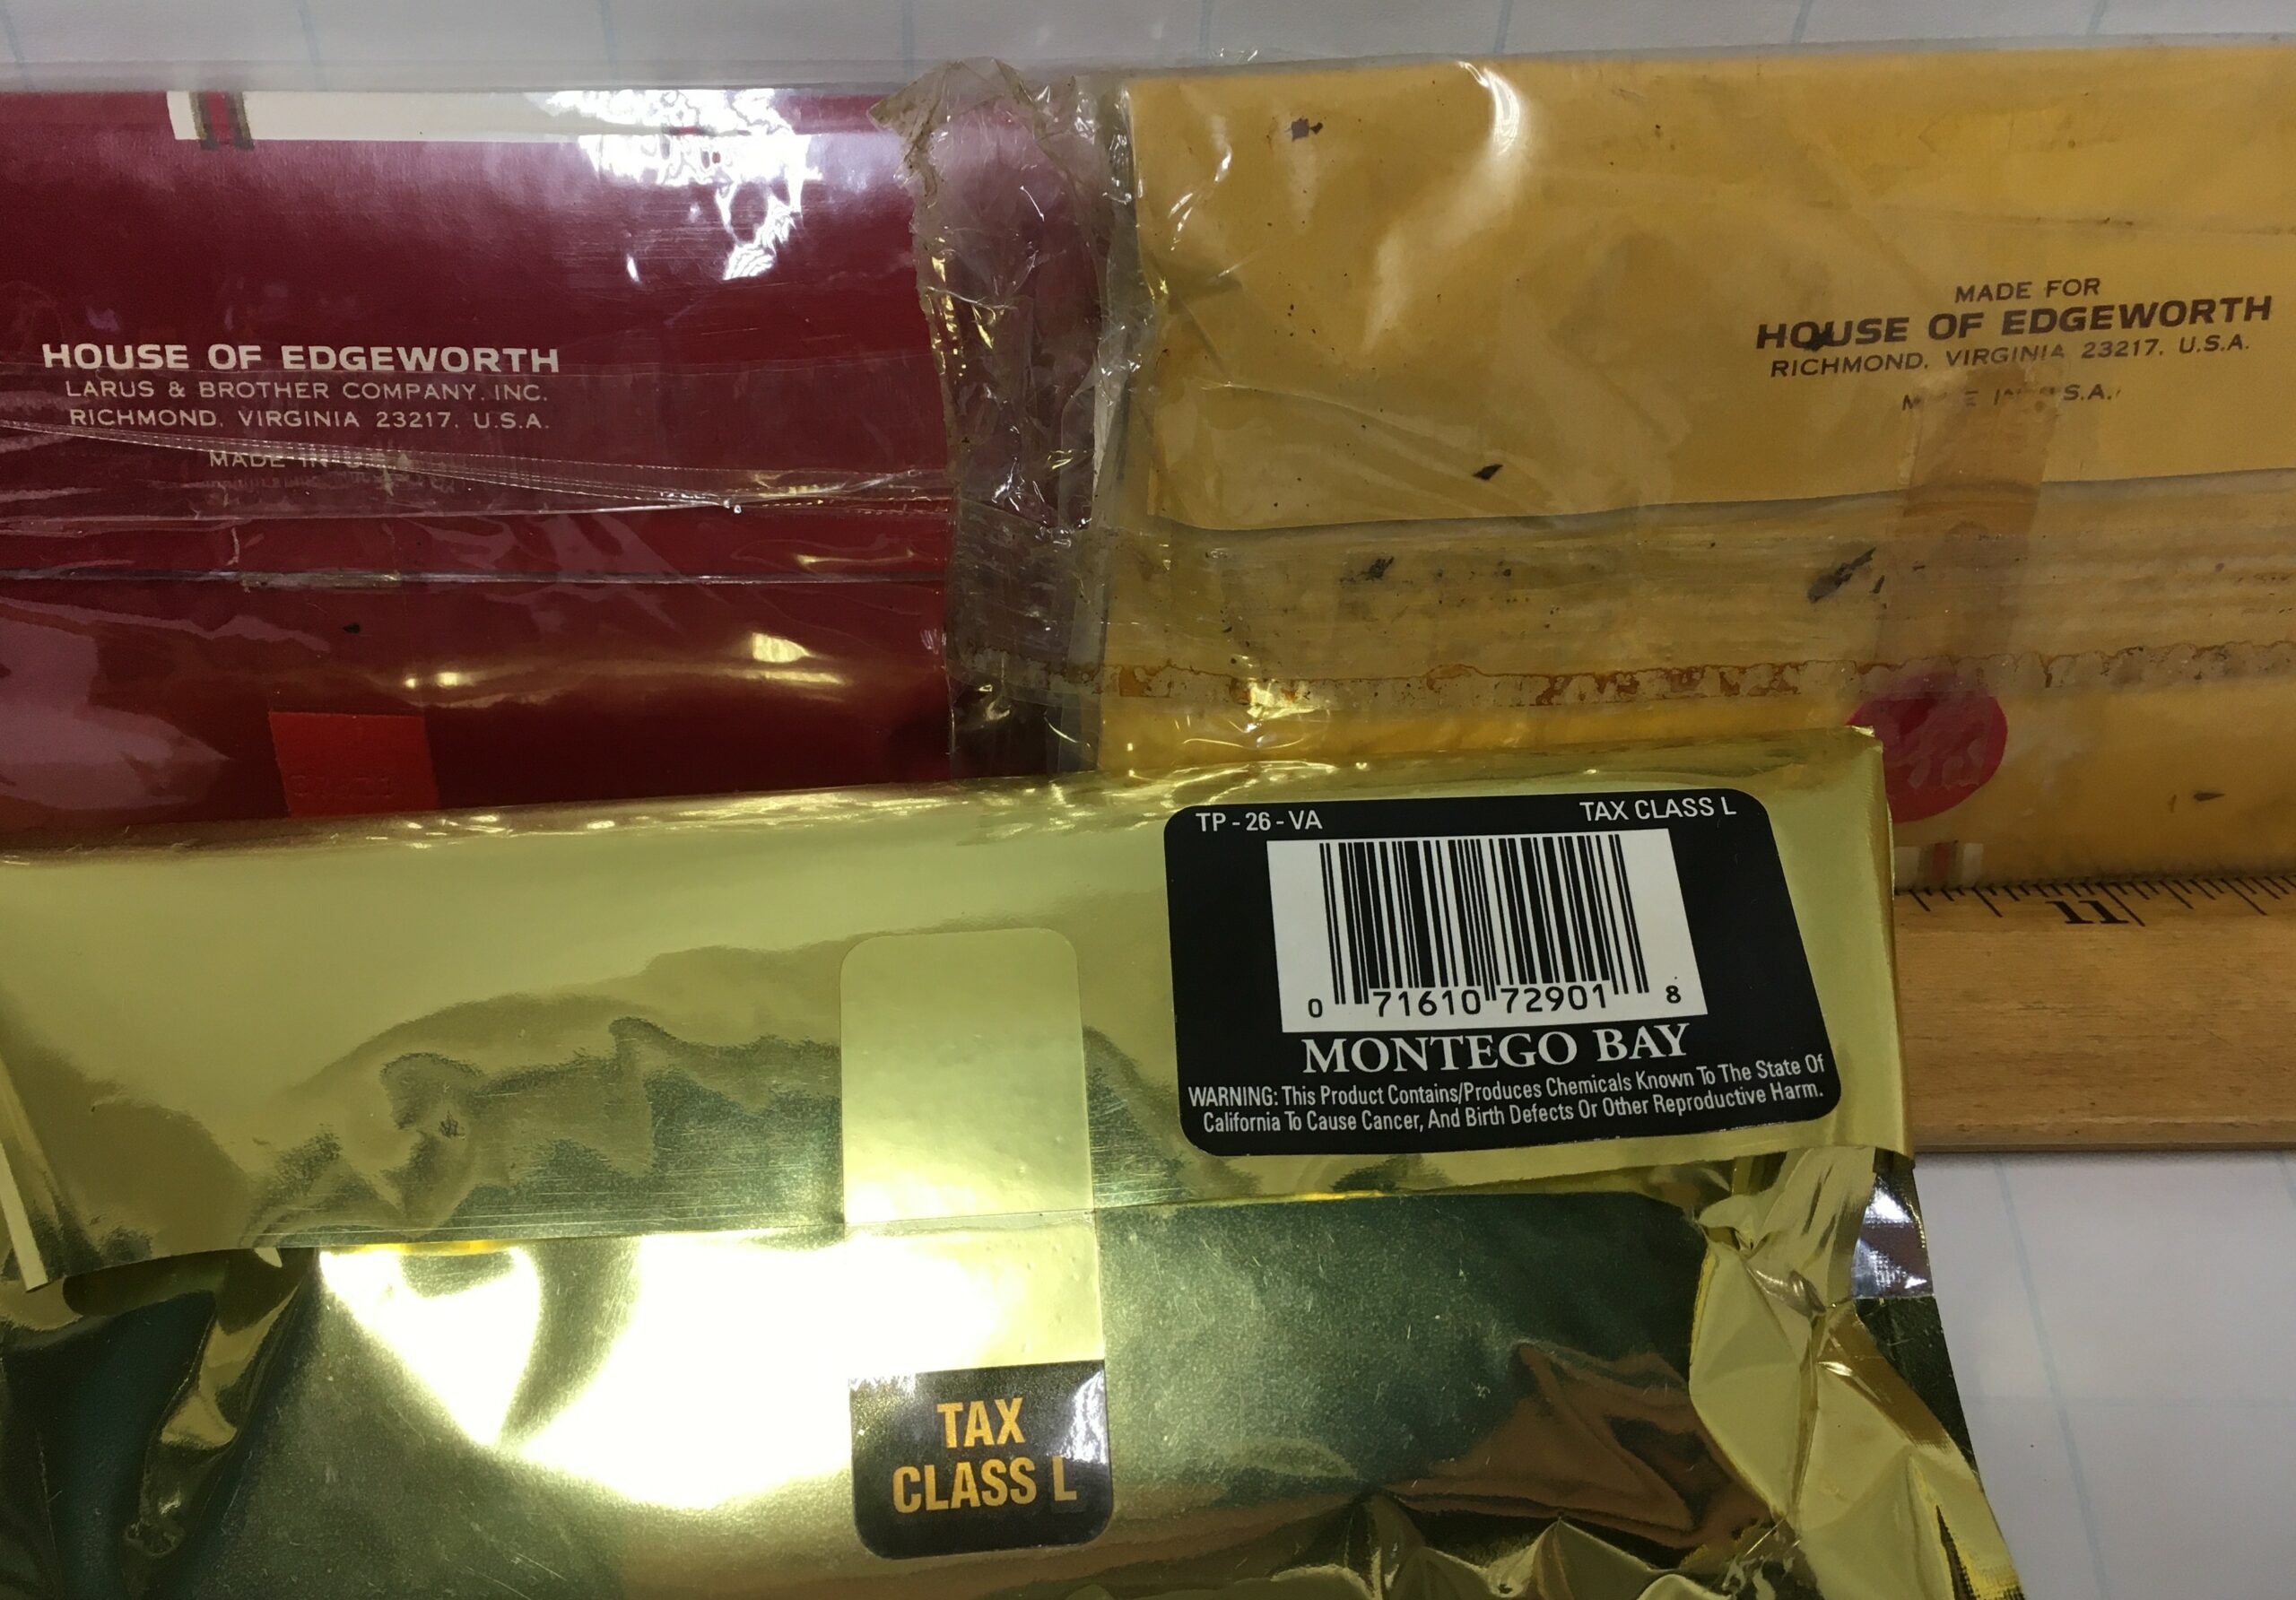 HOUSE OF EDGEWORTH
LARUS & BROTHER COMPANY, INC.
RICHMOND, VIRGINIA 23217, U.S.A.
MADE IN U.S.A.
MADE FOR
HOUSE OF EDGEWORTH
RICHMOND, VIRGINIA 23217, U.S.A.
S.A.
TP-26-VA
TAX CLASS L
0 71610 72901 8
MONTEGO BAY
WARNING: This Product Contains/Produces Chemicals Known To The State Of
California To Cause Cancer, And Birth Defects Or Other Reproductive Harm.
11
TAX
CLASS L